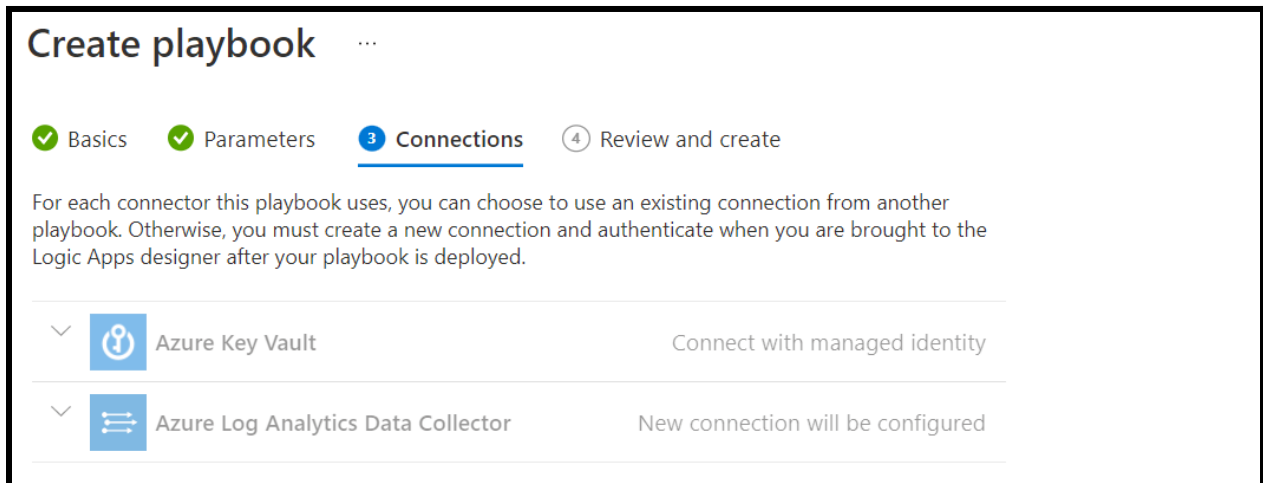 Create playbook ...
Basics Parameters 3 Connections 4 Review and create
For each connector this playbook uses, you can choose to use an existing connection from another
playbook. Otherwise, you must create a new connection and authenticate when you are brought to the
Logic Apps designer after your playbook is deployed.
Azure Key Vault Connect with managed identity
Azure Log Analytics Data Collector New connection will be configured